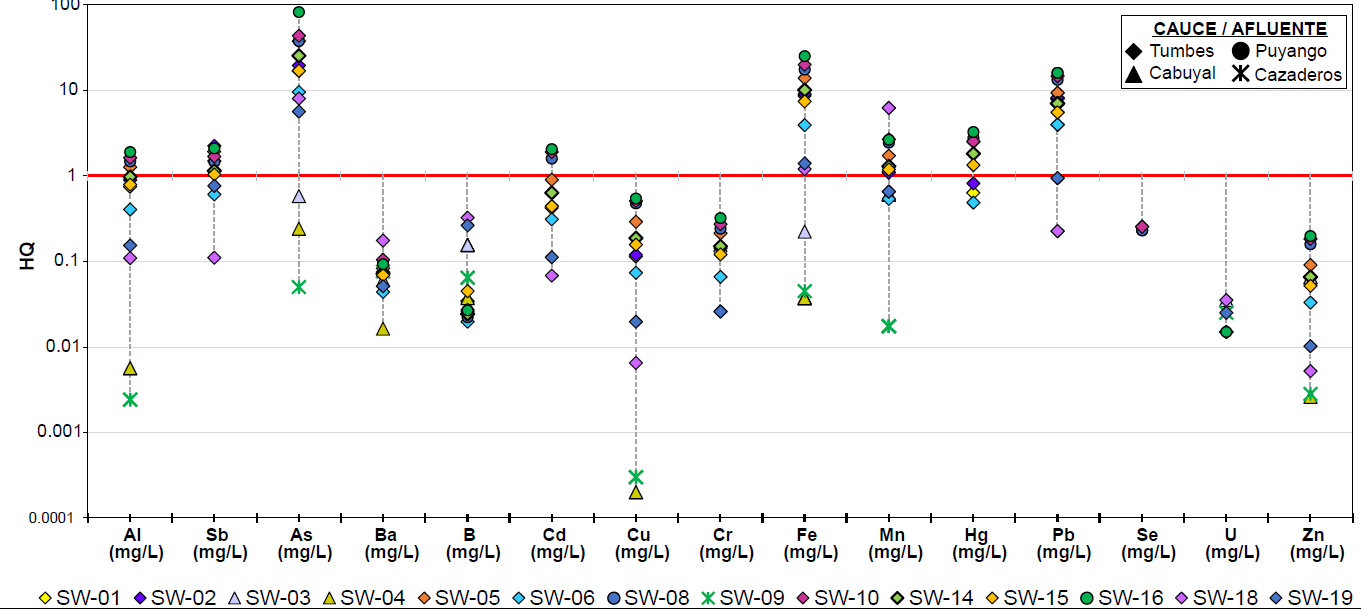 100
10
1
0.1
0.01
0.001
0.0001
HQ
CAUCE / AFLUENTE
Tumbes Puyango
Cabuyal Cazaderos
Al Sb As Ba B Cd Cu Cr Fe Mn Hg Pb Se U Zn
(mg/L) (mg/L) (mg/L) (mg/L) (mg/L) (mg/L) (mg/L) (mg/L) (mg/L) (mg/L) (mg/L) (mg/L) (mg/L) (mg/L) (mg/L)
SW-01 SW-02 SW-03 SW-04 SW-05 SW-06 SW-08 SW-09 SW-10 SW-14 SW-15 SW-16 SW-18 SW-19